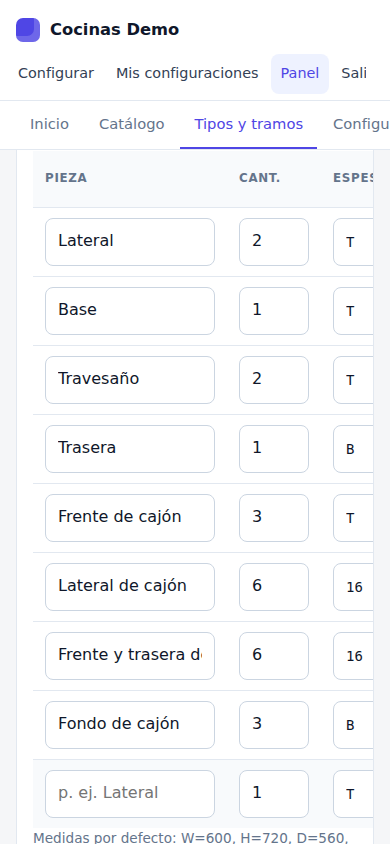 Cocinas Demo
Configurar Mis configuraciones Panel Sali
Inicio Catálogo Tipos y tramos Configu
PIEZA CANT. ESPES
Lateral 2 T
Base 1 T
Travesaño 2 T
Trasera 1 B
Frente de cajón 3 T
Lateral de cajón 6 16
Frente y trasera de 6 16
Fondo de cajón 3 B
p. ej. Lateral 1 T
Medidas por defecto: W=600, H=720, D=560,